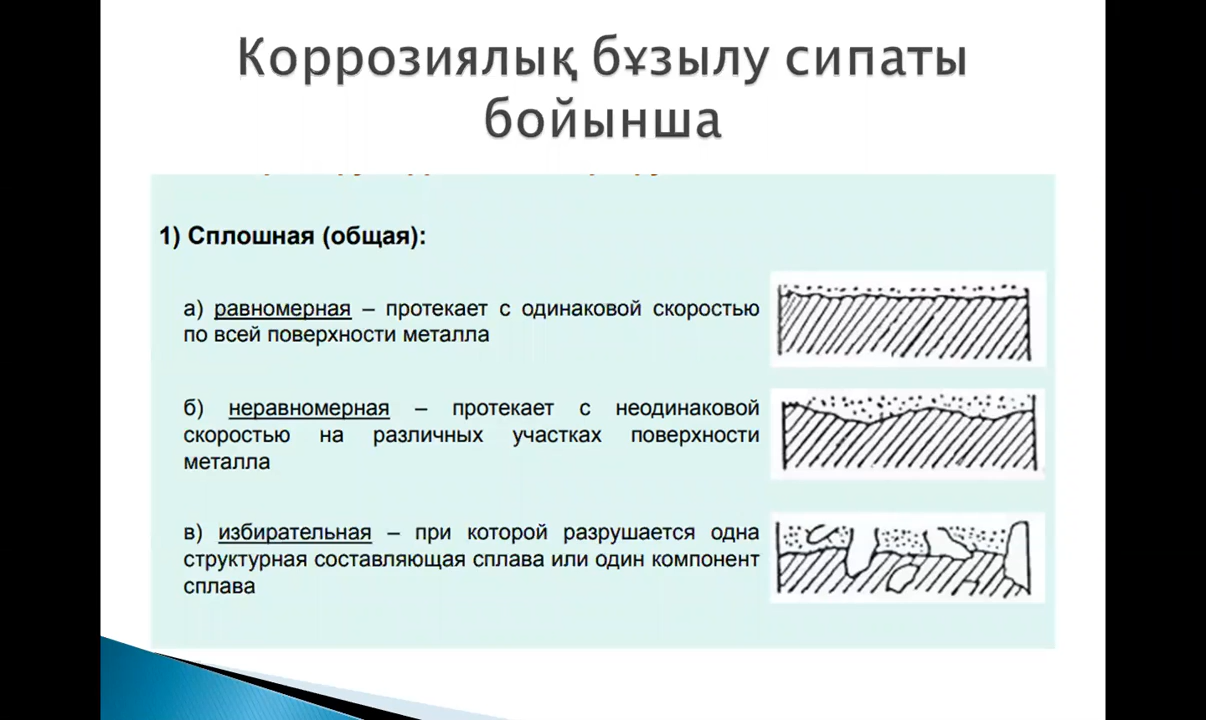 Коррозиялық бұзылу сипаты
бойынша
1) Сплошная (общая):
а) равномерная – протекает с одинаковой скоростью
по всей поверхности металла
б) неравномерная – протекает с неодинаковой
скоростью на различных участках поверхности
металла
в) избирательная – при которой разрушается одна
структурная составляющая сплава или один компонент
сплава